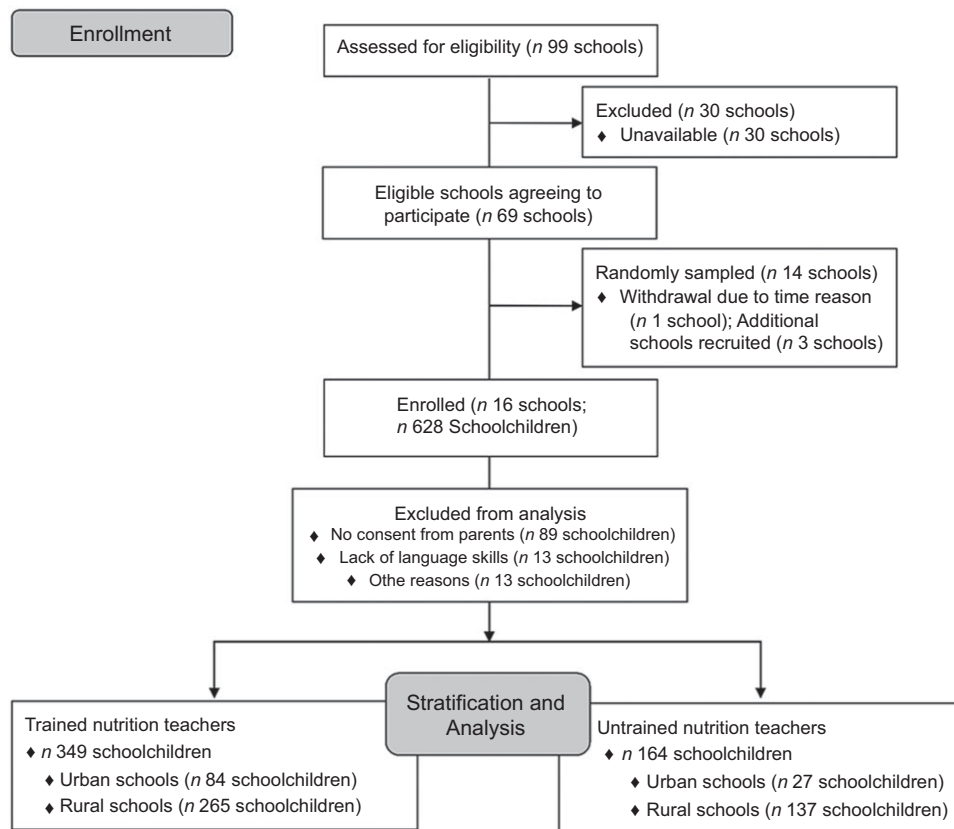 Enrollment
Assessed for eligibility (n 99 schools)
Excluded (n 30 schools)
♦ Unavailable (n 30 schools)
Eligible schools agreeing to
participate (n 69 schools)
Randomly sampled (n 14 schools)
♦ Withdrawal due to time reason
(n 1 school); Additional
schools recruited (n 3 schools)
Enrolled (n 16 schools;
n 628 Schoolchildren)
Excluded from analysis
♦ No consent from parents (n 89 schoolchildren)
♦ Lack of language skills (n 13 schoolchildren)
♦ Othe reasons (n 13 schoolchildren)
Stratification and
Analysis
Trained nutrition teachers
♦ n 349 schoolchildren
♦ Urban schools (n 84 schoolchildren)
♦ Rural schools (n 265 schoolchildren)
Untrained nutrition teachers
♦ n 164 schoolchildren
♦ Urban schools (n 27 schoolchildren)
♦ Rural schools (n 137 schoolchildren)